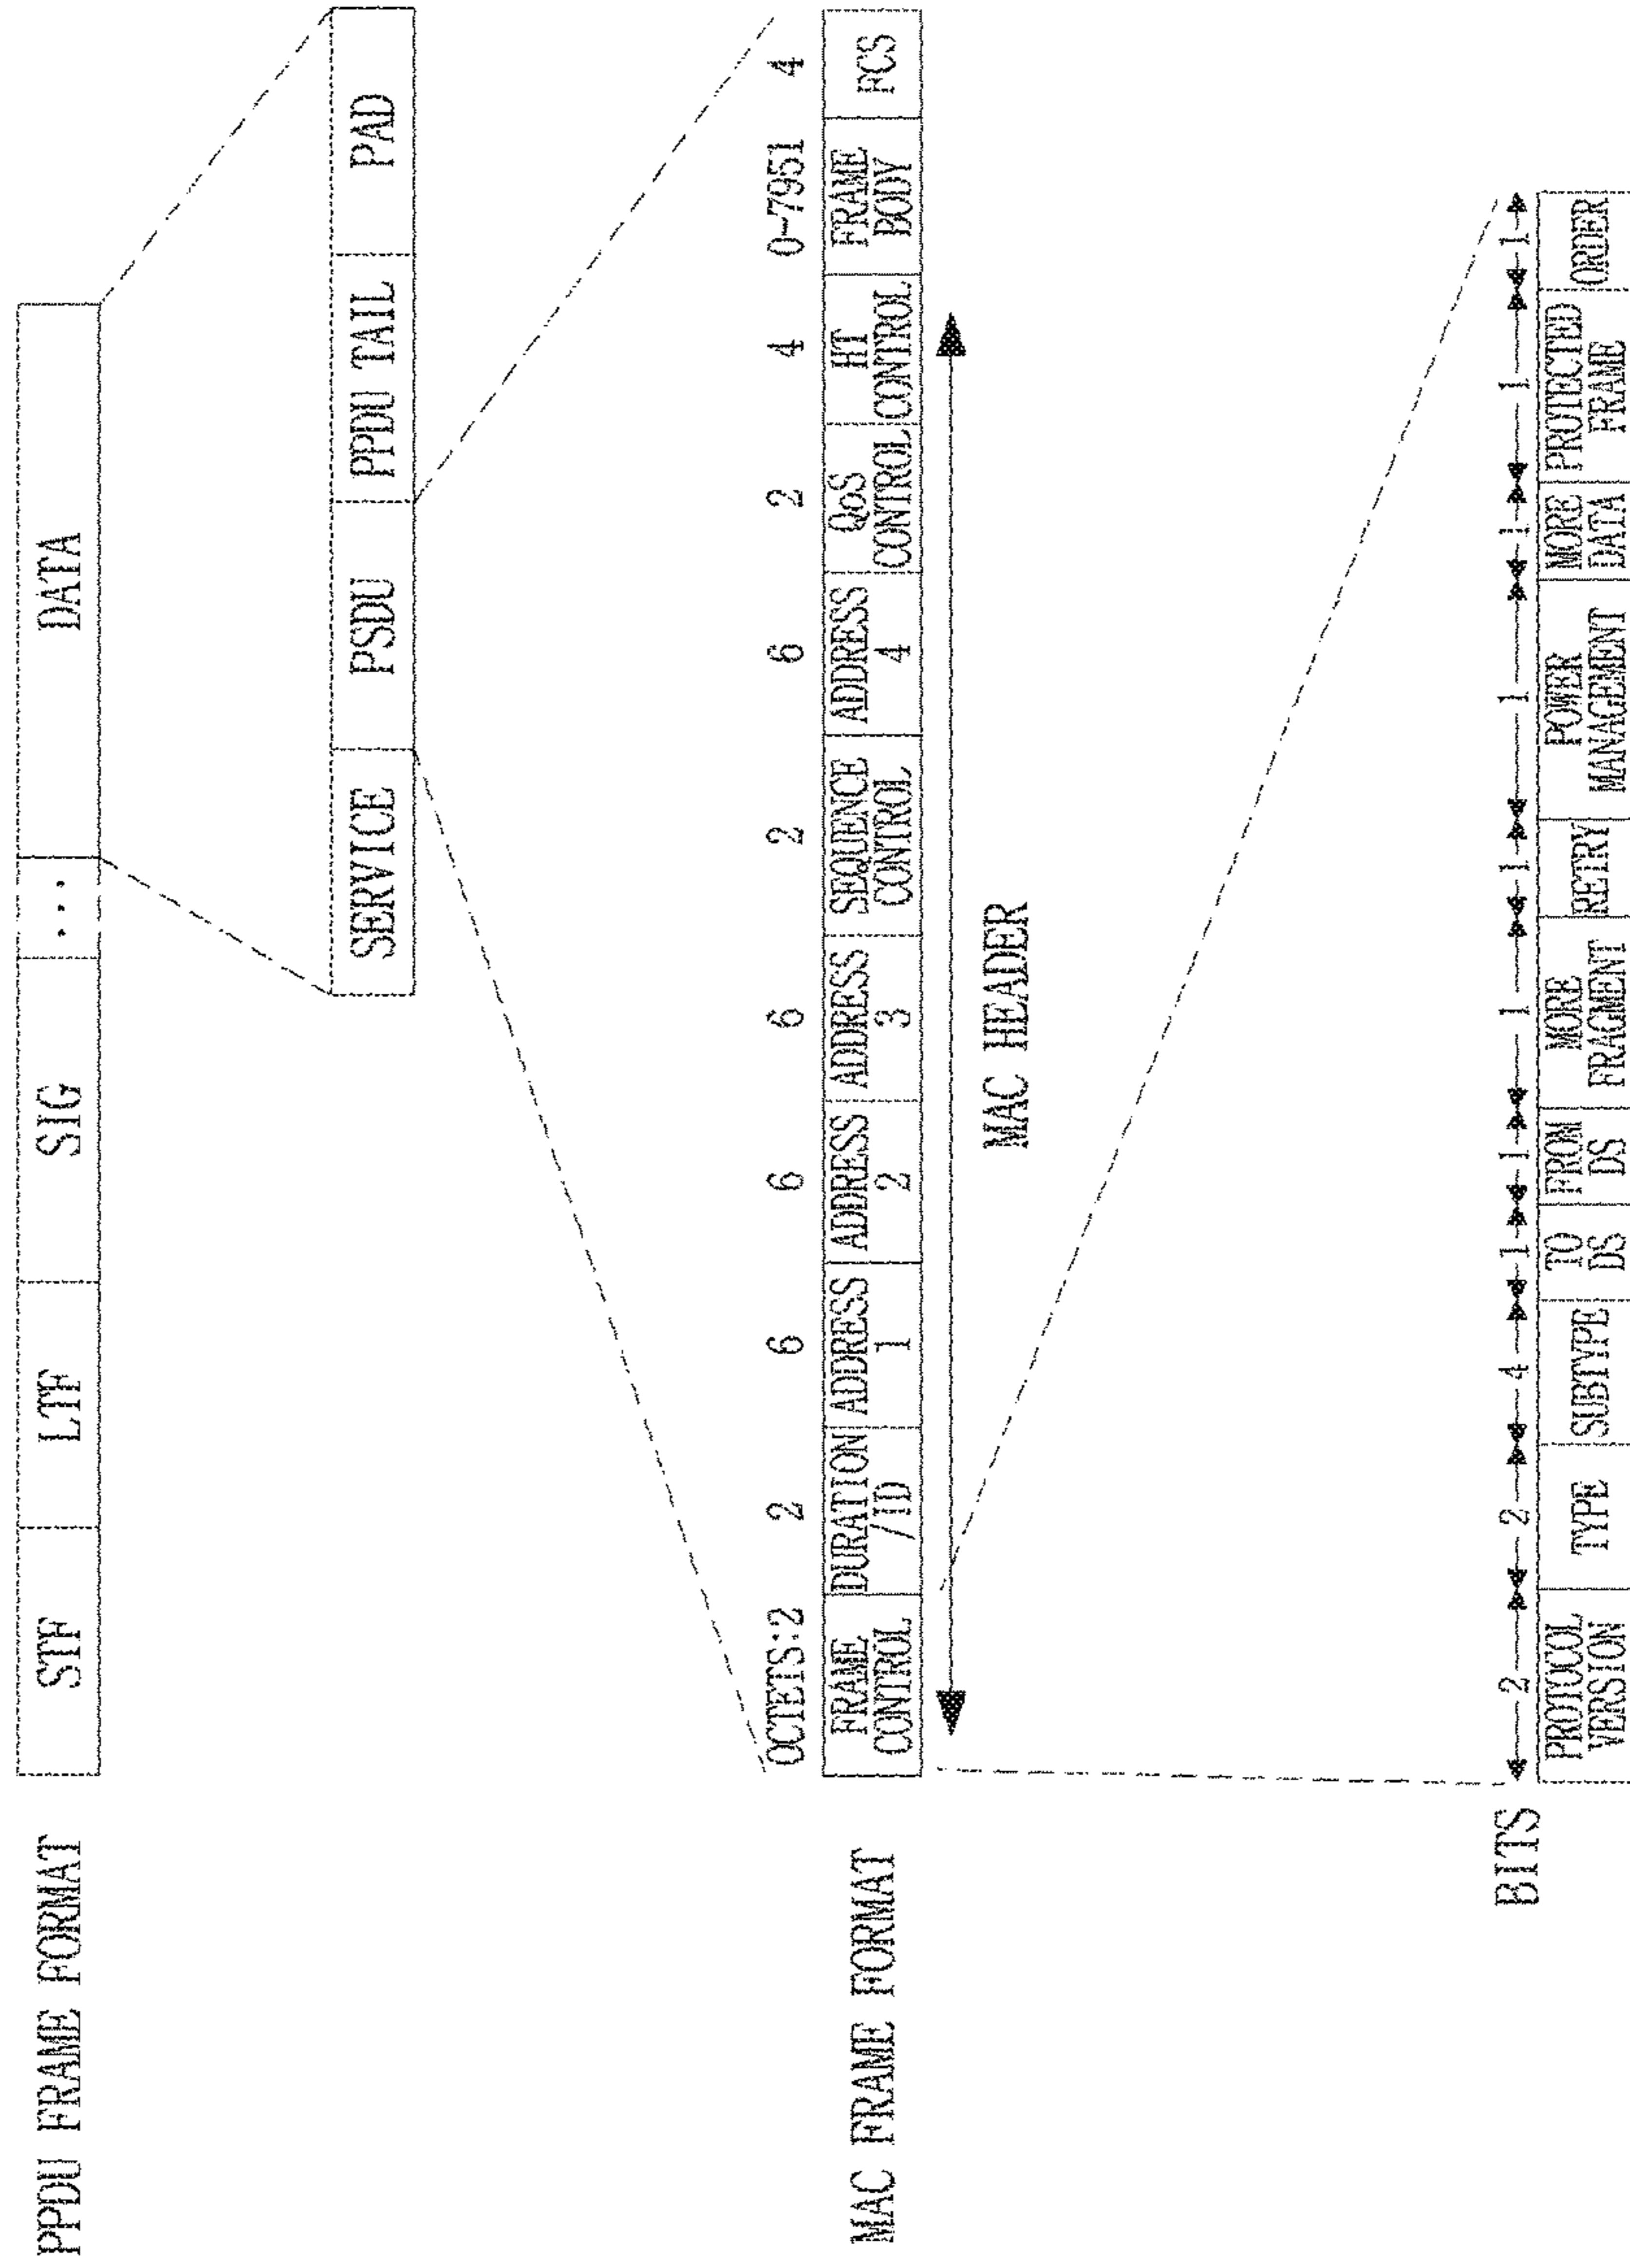 PPDU FRAME FORMAT
STF LTF SIG ... DATA
SERVICE PSDU PPDU TAIL PAD
OCTETS:2 2 6 6 6 2 6 2 4 0-7951 4
MAC FRAME FORMAT
FRAME CONTROL
DURATION /ID
ADDRESS 1
ADDRESS 2
ADDRESS 3
SEQUENCE CONTROL
ADDRESS 4
QoS CONTROL
HT CONTROL
FRAME BODY
FCS
MAC HEADER
BITS
2 2 4 1 1 1 1 1 1 1 1
PROTOCOL VERSION
TYPE
SUBTYPE
TO DS
FROM DS
MORE FRAGMENT
RETRY
POWER MANAGEMENT
MORE DATA
PROTECTED FRAME
ORDER